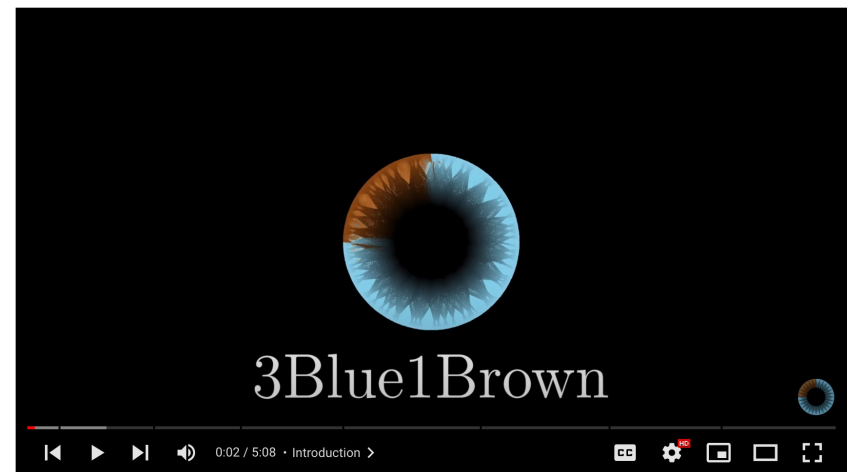 3Blue1Brown
0:02 / 5:08 • Introduction
CC
HD